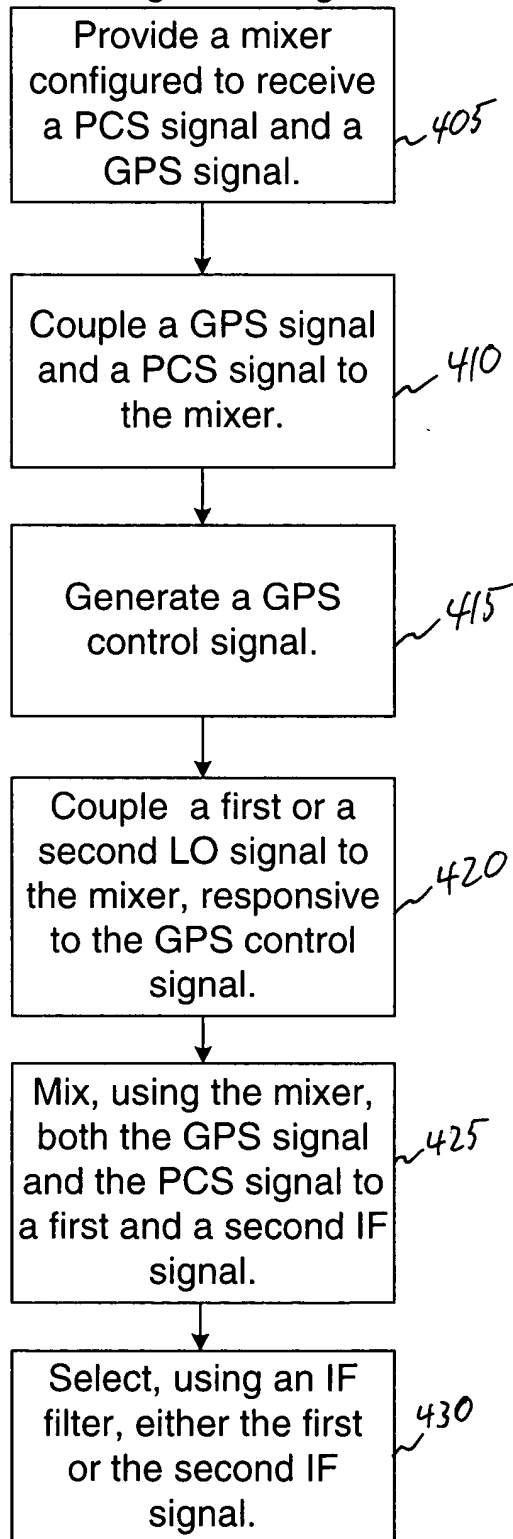 Provide a mixer
configured to receive
a PCS signal and a
GPS signal.
405
Couple a GPS signal
and a PCS signal to
the mixer.
410
Generate a GPS
control signal.
415
Couple a first or a
second LO signal to
the mixer, responsive
to the GPS control
signal.
420
Mix, using the mixer,
both the GPS signal
and the PCS signal to
a first and a second IF
signal.
425
Select, using an IF
filter, either the first
or the second IF
signal.
430